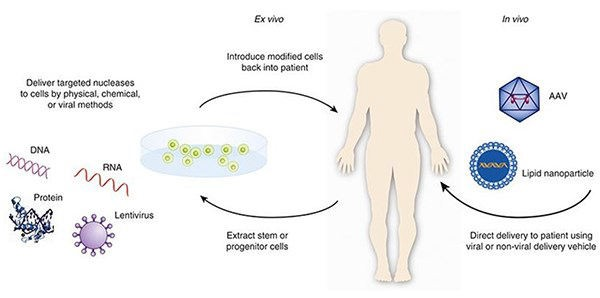 Ex vivo
In vivo
Introduce modified cells
back into patient
Deliver targeted nucleases
to cells by physical, chemical,
or viral methods
DNA
RNA
Protein
Lentivirus
Extract stem or
progenitor cells
AAV
Lipid nanoparticle
Direct delivery to patient using
viral or non-viral delivery vehicle